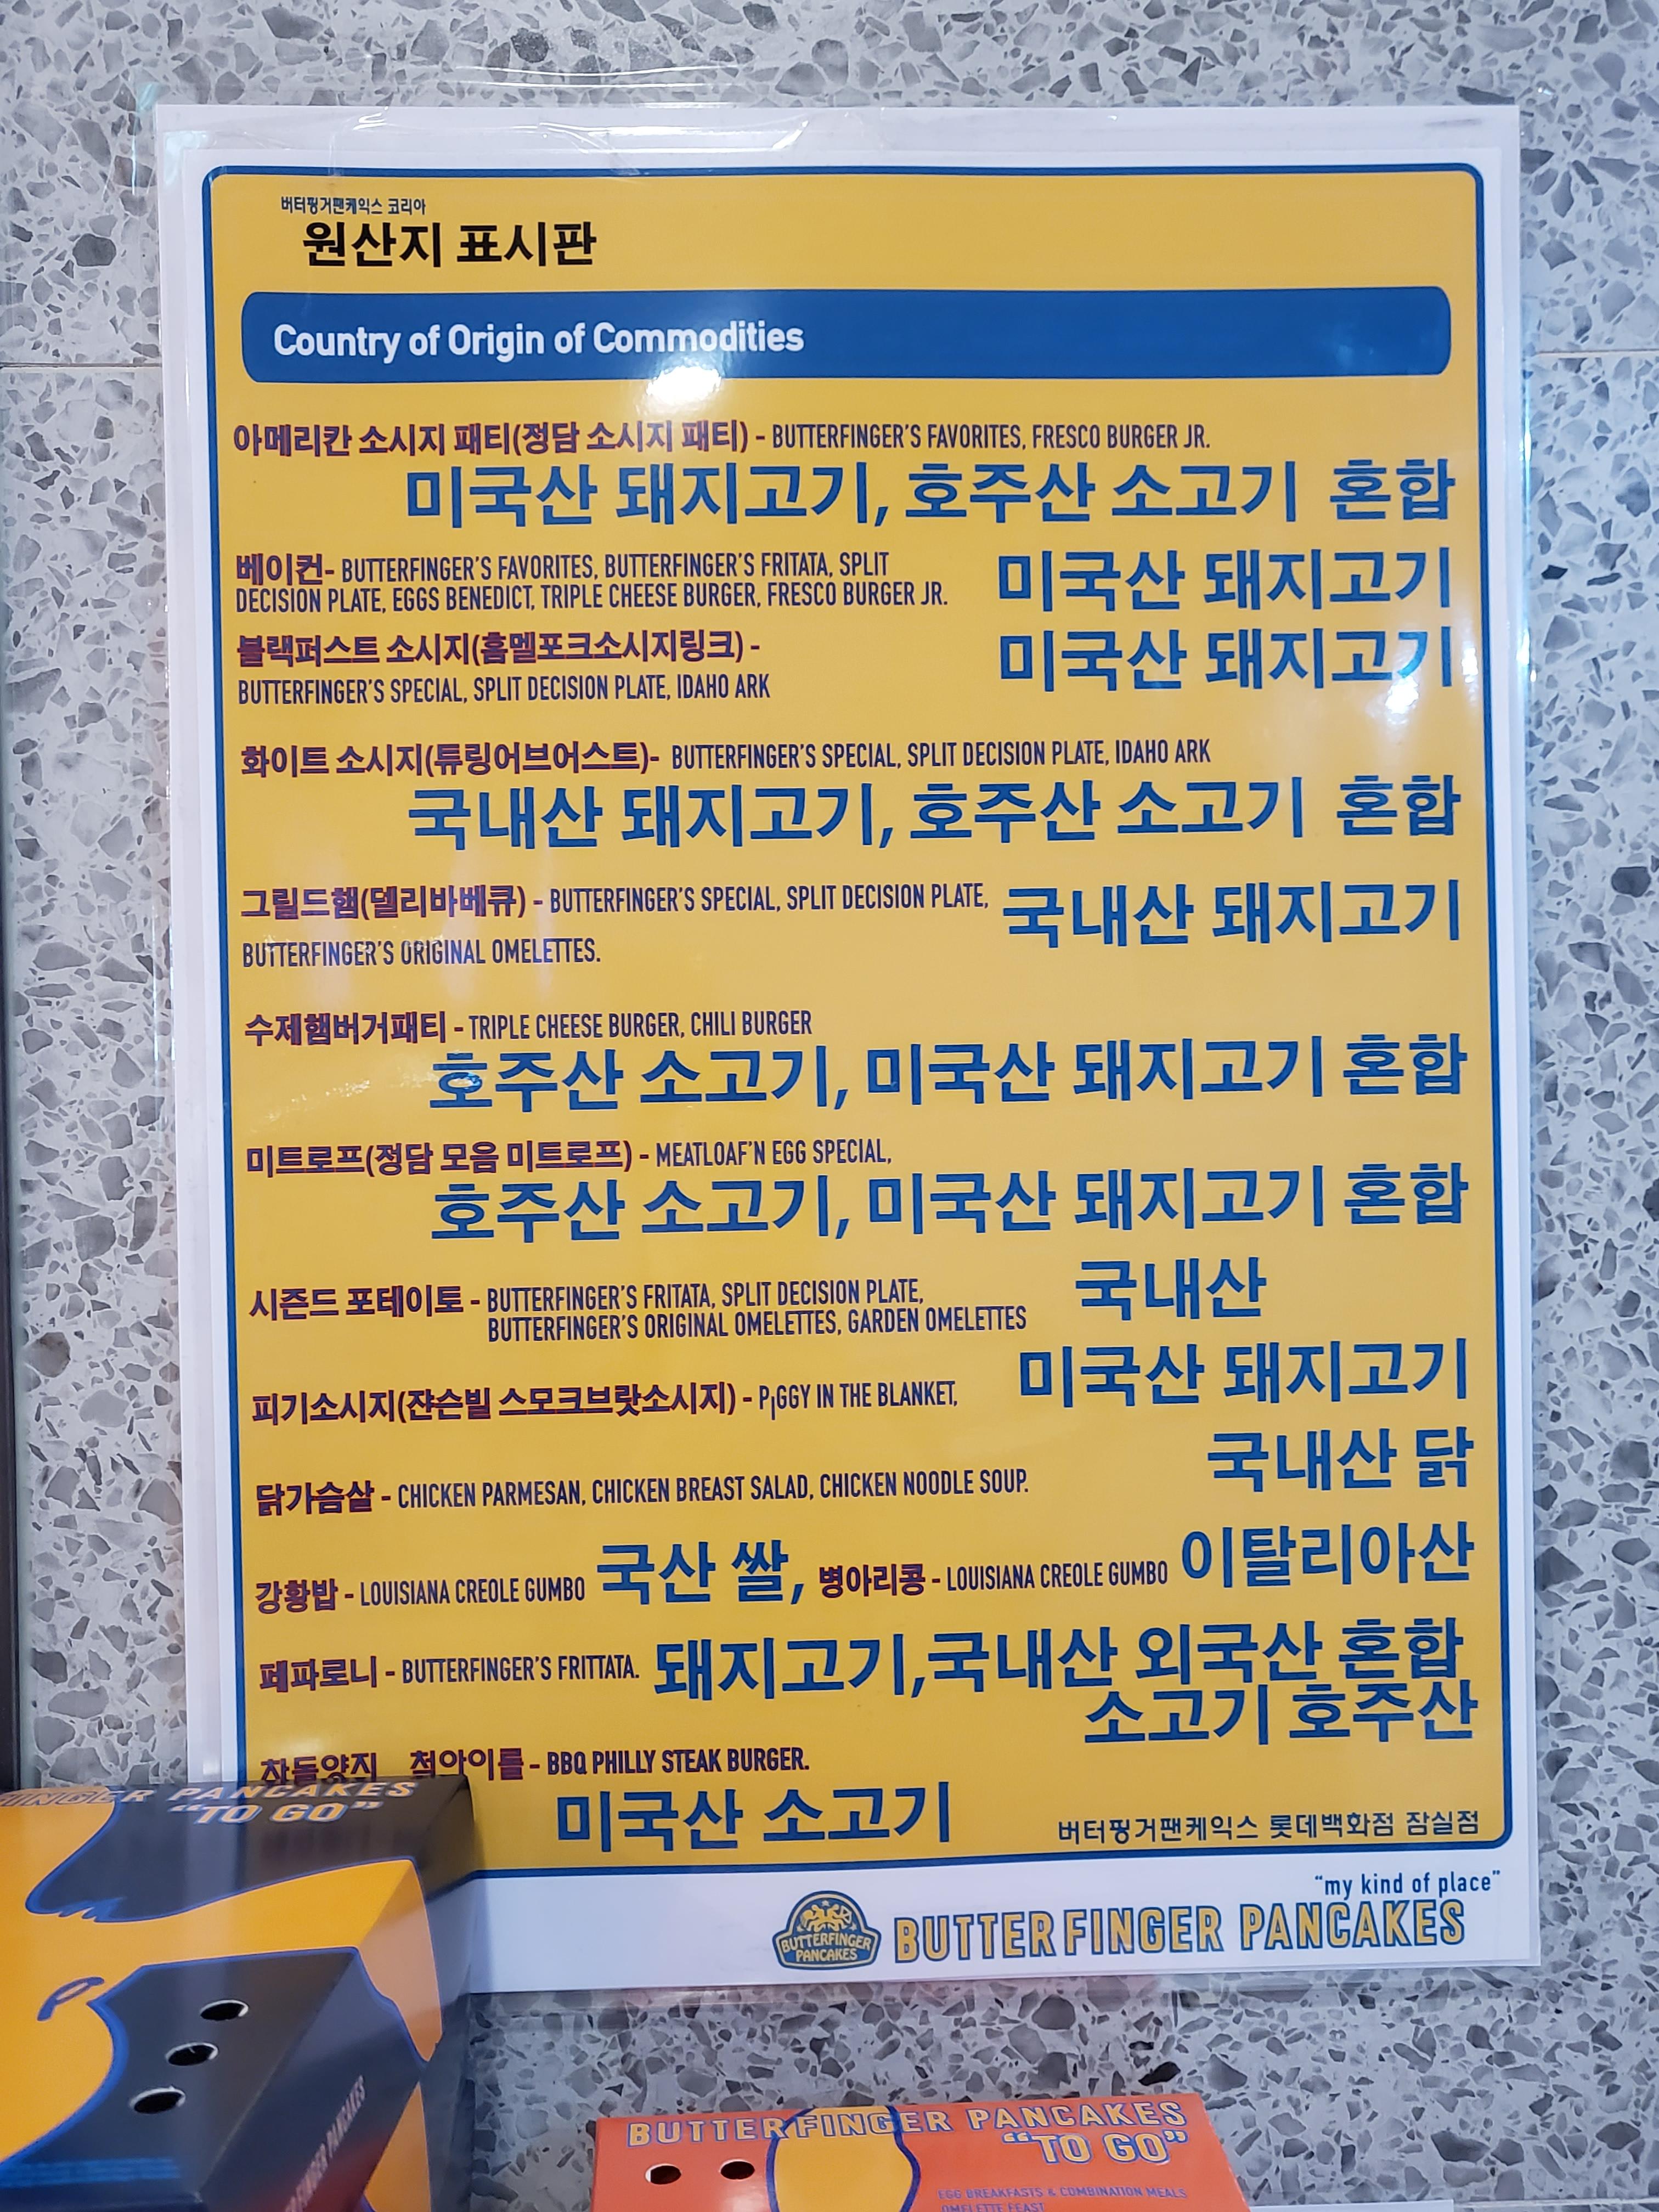 버터핑거팬케익스 코리아
원산지 표시판
Country of Origin of Commodities
아메리칸 소시지 패티(정담 소시지 패티) - BUTTERFINGER'S FAVORITES, FRESCO BURGER JR.
미국산 돼지고기, 호주산 소고기 혼합
베이컨- BUTTERFINGER'S FAVORITES, BUTTERFINGER'S FRITATA, SPLIT
DECISION PLATE, EGGS BENEDICT, TRIPLE CHEESE BURGER, FRESCO BURGER JR.
미국산 돼지고기
블랙퍼스트 소시지(홈멜포크소시지링크) -
미국산 돼지고기
BUTTERFINGER'S SPECIAL, SPLIT DECISION PLATE, IDAHO ARK
화이트 소시지(튜링어브어스트)- BUTTERFINGER'S SPECIAL, SPLIT DECISION PLATE, IDAHO ARK
국내산 돼지고기, 호주산 소고기 혼합
그릴드햄(델리바베큐) - BUTTERFINGER'S SPECIAL, SPLIT DECISION PLATE, 국내산 돼지고기
BUTTERFINGER'S ORIGINAL OMELETTES.
수제햄버거패티 - TRIPLE CHEESE BURGER, CHILI BURGER
호주산 소고기, 미국산 돼지고기 혼합
미트로프(정담 모음 미트로프) - MEATLOAF'N EGG SPECIAL,
호주산 소고기, 미국산 돼지고기 혼합
시즌드 포테이토 - BUTTERFINGER'S FRITATA, SPLIT DECISION PLATE,
BUTTERFINGER'S ORIGINAL OMELETTES, GARDEN OMELETTES
국내산
피기소시지(쟌슨빌 스모크브랏소시지) - PiGGY IN THE BLANKET, 미국산 돼지고기
닭가슴살 - CHICKEN PARMESAN, CHICKEN BREAST SALAD, CHICKEN NOODLE SOUP. 국내산 닭
강황밥 - LOUISIANA CREOLE GUMBO 국산 쌀, 병아리콩 - LOUISIANA CREOLE GUMBO 이탈리아산
페파로니 - BUTTERFINGER'S FRITTATA. 돼지고기,국내산 외국산 혼합
소고기 호주산
차돌양지 척아이롤 - BBQ PHILLY STEAK BURGER.
미국산 소고기
버터핑거팬케익스 롯데백화점 잠실점
"my kind of place"
BUTTERFINGER PANCAKES
BUTTERFINGER PANCAKES
FINGER PANCAKES
"TO GO"
FINGER PANCAKES
BUTTERFINGER PANCAKES
"TO GO"
EGG BREAKFASTS & COMBINATION MEALS
OMELETTE FEAST